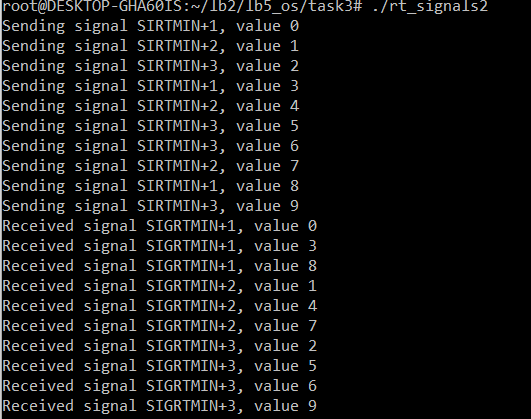 root@DESKTOP-GHA60IS:~/lb2/lb5_os/task3# ./rt_signals2
Sending signal SIRTMIN+1, value 0
Sending signal SIRTMIN+2, value 1
Sending signal SIRTMIN+3, value 2
Sending signal SIRTMIN+1, value 3
Sending signal SIRTMIN+2, value 4
Sending signal SIRTMIN+3, value 5
Sending signal SIRTMIN+3, value 6
Sending signal SIRTMIN+2, value 7
Sending signal SIRTMIN+1, value 8
Sending signal SIRTMIN+3, value 9
Received signal SIGRTMIN+1, value 0
Received signal SIGRTMIN+1, value 3
Received signal SIGRTMIN+1, value 8
Received signal SIGRTMIN+2, value 1
Received signal SIGRTMIN+2, value 4
Received signal SIGRTMIN+2, value 7
Received signal SIGRTMIN+3, value 2
Received signal SIGRTMIN+3, value 5
Received signal SIGRTMIN+3, value 6
Received signal SIGRTMIN+3, value 9